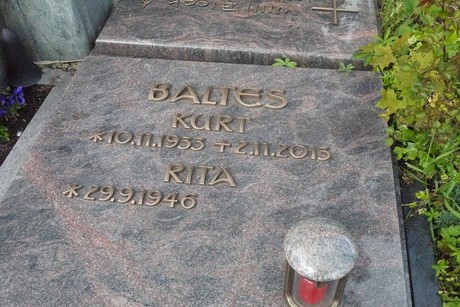 BALTES
KURT
*10.11.1933 +2.11.2015
RITA
*29.9.1946